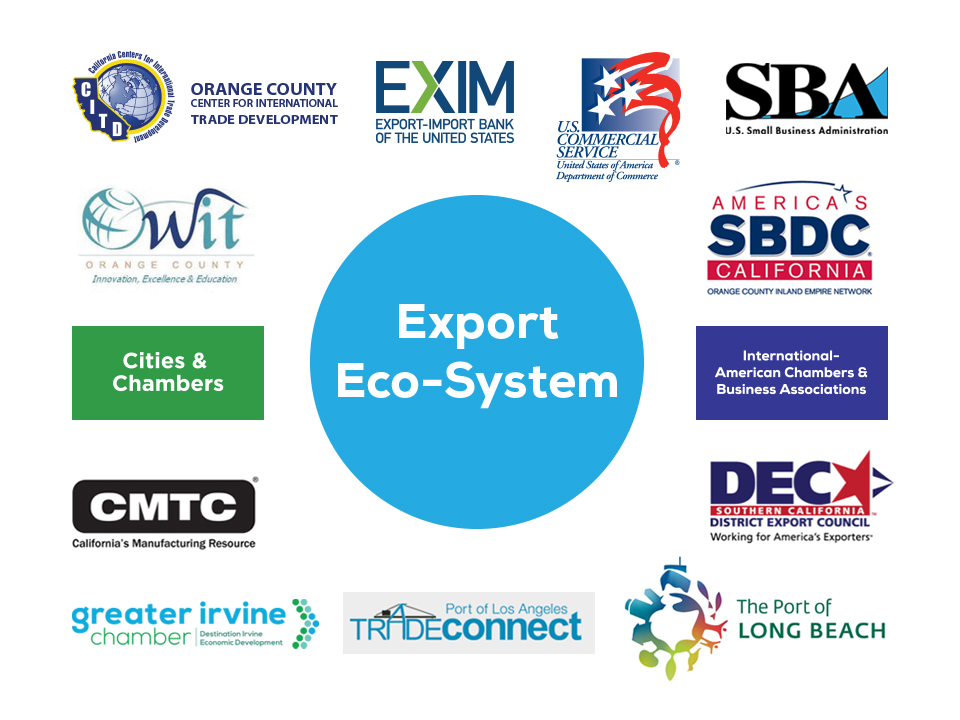 California Centers for International Trade Development
CITD
ORANGE COUNTY
CENTER FOR INTERNATIONAL
TRADE DEVELOPMENT
EXIM
EXPORT-IMPORT BANK
OF THE UNITED STATES
U.S.
COMMERCIAL
SERVICE
®
United States of America
Department of Commerce
SBA
U.S. Small Business Administration
Owit
ORANGE COUNTY
Innovation, Excellence & Education
AMERICA'S
SBDC
®
CALIFORNIA
ORANGE COUNTY INLAND EMPIRE NETWORK
Export
Eco-System
Cities &
Chambers
International-
American Chambers &
Business Associations
CMTC
®
California's Manufacturing Resource
DEC
SOUTHERN CALIFORNIA
™
DISTRICT EXPORT COUNCIL
Working for America's Exporters
greater irvine
chamber
Destination Irvine
Economic Development
Port of Los Angeles
TRADEconnect
The Port of
LONG BEACH